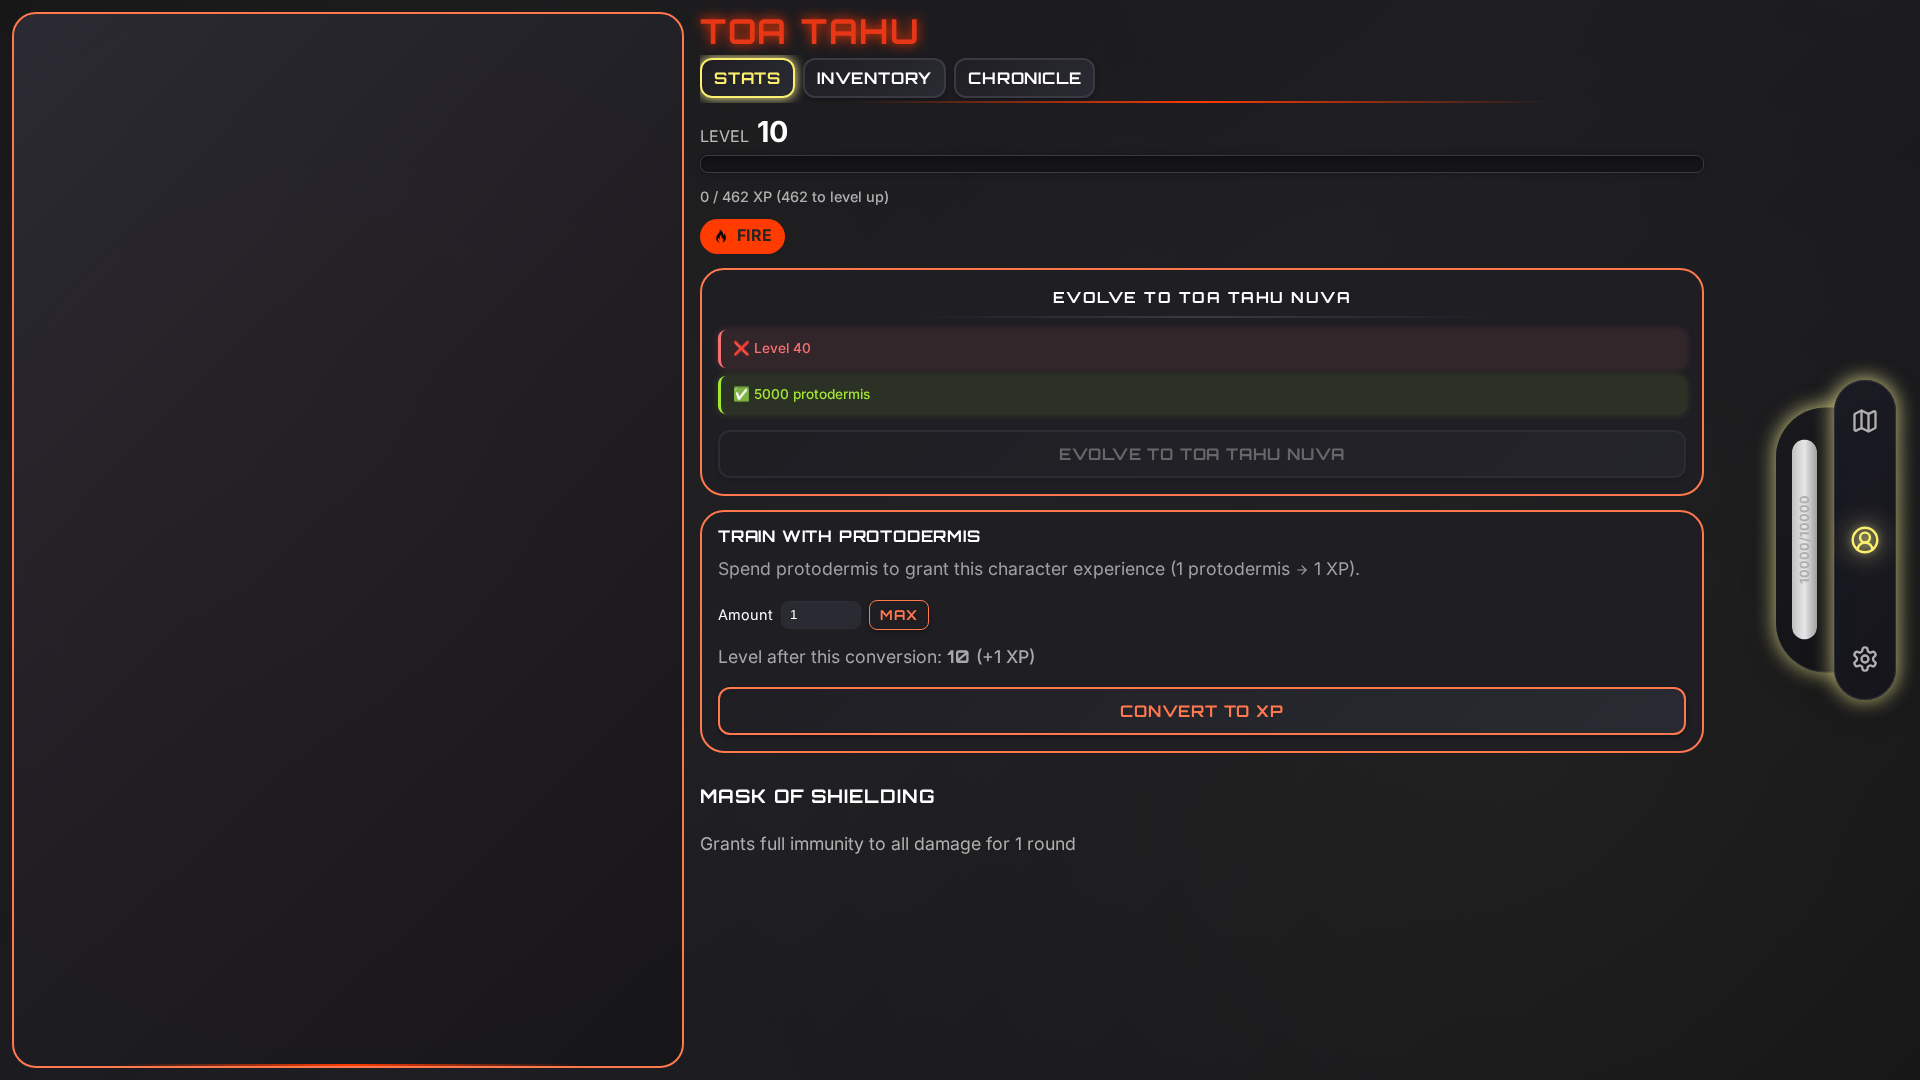 TOA TAHU
STATS
INVENTORY
CHRONICLE
LEVEL 10
0 / 462 XP (462 to level up)
FIRE
EVOLVE TO TOA TAHU NUVA
❌ Level 40
✅ 5000 protodermis
EVOLVE TO TOA TAHU NUVA
TRAIN WITH PROTODERMIS
Spend protodermis to grant this character experience (1 protodermis → 1 XP).
Amount 1 MAX
Level after this conversion: 10 (+1 XP)
CONVERT TO XP
MASK OF SHIELDING
Grants full immunity to all damage for 1 round
10000/10000